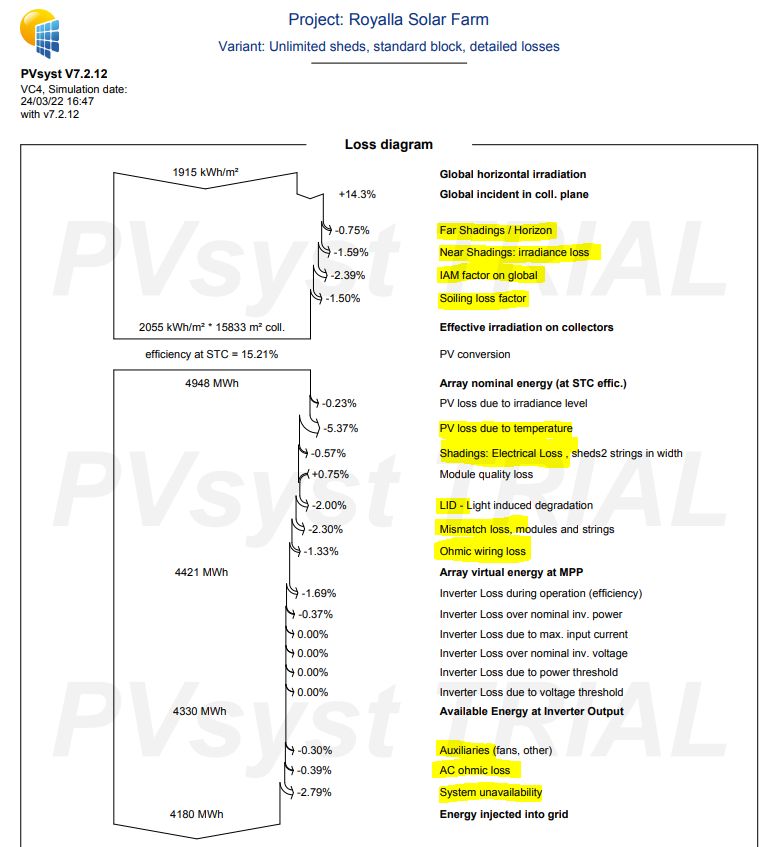 Project: Royalla Solar Farm
Variant: Unlimited sheds, standard block, detailed losses
PVsyst V7.2.12
VC4, Simulation date:
24/03/22 16:47
with v7.2.12
Loss diagram
1915 kWh/m² Global horizontal irradiation
+14.3% Global incident in coll. plane
-0.75% Far Shadings / Horizon
-1.59% Near Shadings: irradiance loss
-2.39% IAM factor on global
-1.50% Soiling loss factor
2055 kWh/m² * 15833 m² coll. Effective irradiation on collectors
efficiency at STC = 15.21% PV conversion
4948 MWh Array nominal energy (at STC effic.)
-0.23% PV loss due to irradiance level
-5.37% PV loss due to temperature
-0.57% Shadings: Electrical Loss , sheds2 strings in width
+0.75% Module quality loss
-2.00% LID - Light induced degradation
-2.30% Mismatch loss, modules and strings
-1.33% Ohmic wiring loss
4421 MWh Array virtual energy at MPP
-1.69% Inverter Loss during operation (efficiency)
-0.37% Inverter Loss over nominal inv. power
0.00% Inverter Loss due to max. input current
0.00% Inverter Loss over nominal inv. voltage
0.00% Inverter Loss due to power threshold
0.00% Inverter Loss due to voltage threshold
4330 MWh Available Energy at Inverter Output
-0.30% Auxiliaries (fans, other)
-0.39% AC ohmic loss
-2.79% System unavailability
4180 MWh Energy injected into grid
PVsyst TRIAL
PVsyst TRIAL
PVsyst TRIAL